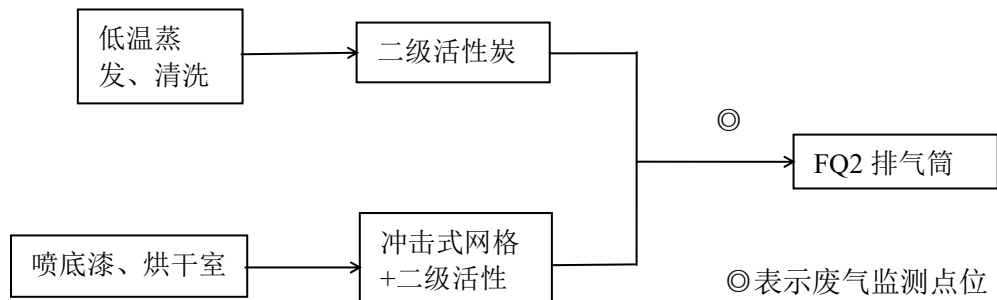 低温蒸
发、清洗
二级活性炭
◎
FQ2 排气筒
喷底漆、烘干室
冲击式网格
+二级活性
◎表示废气监测点位